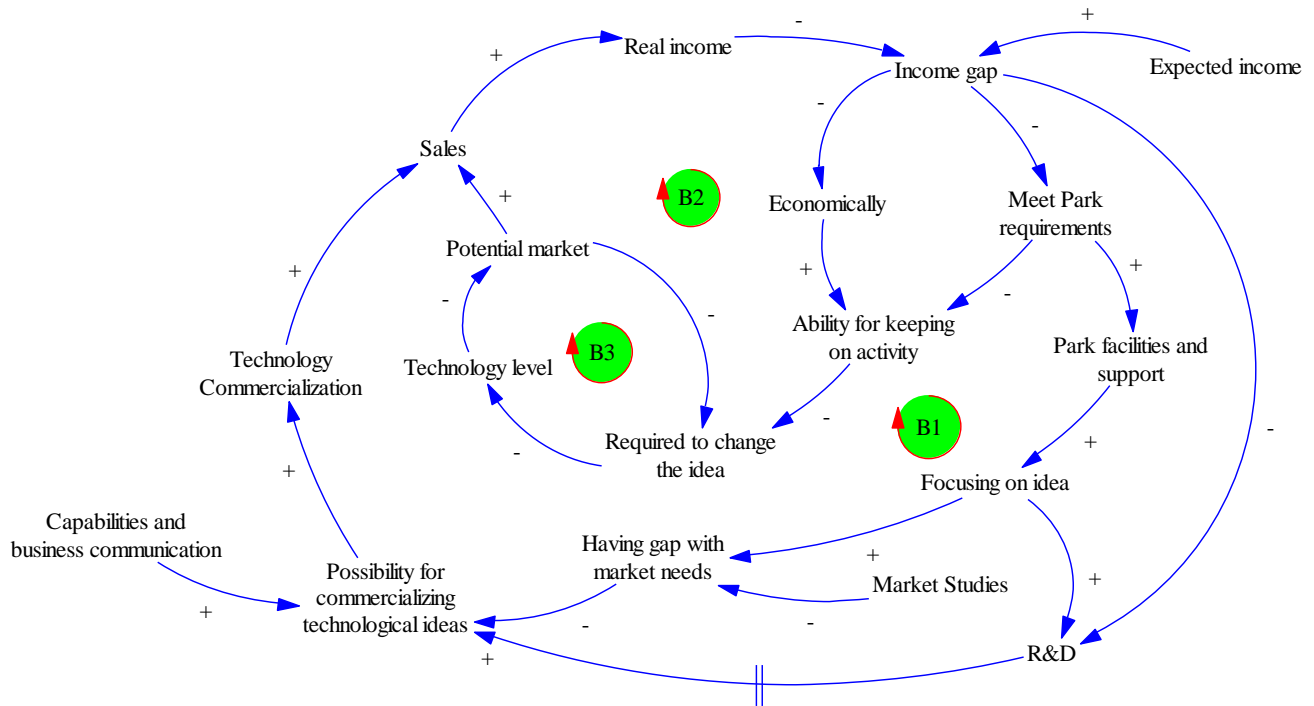 -
+
Real income
+
Income gap
Expected income
-
-
Sales
B2
Economically
Meet Park
requirements
+
Potential market
+
+
+
-
-
-
Ability for keeping
on activity
B3
Technology
Commercialization
Technology level
Park facilities and
support
-
B1
-
Required to change
the idea
-
+
+
Focusing on idea
Capabilities and
business communication
Having gap with
market needs
+
Market Studies
+
Possibility for
commercializing
technological ideas
+
-
-
R&D
+